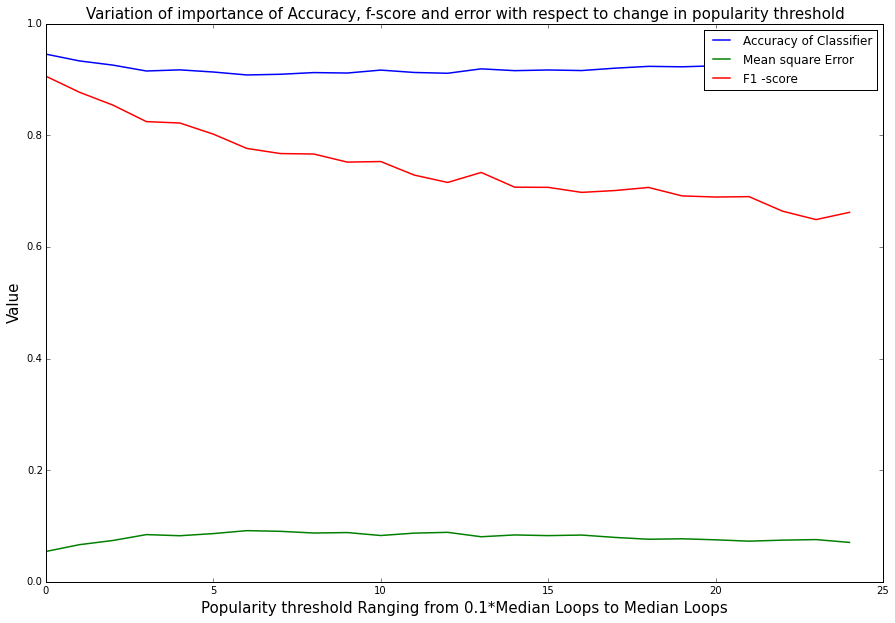 Variation of importance of Accuracy, f-score and error with respect to change in popularity threshold
1.0
0.8
0.6
0.4
0.2
0.0
Value
Accuracy of Classifier
Mean square Error
F1 -score
0
5
10
15
20
25
Popularity threshold Ranging from 0.1*Median Loops to Median Loops